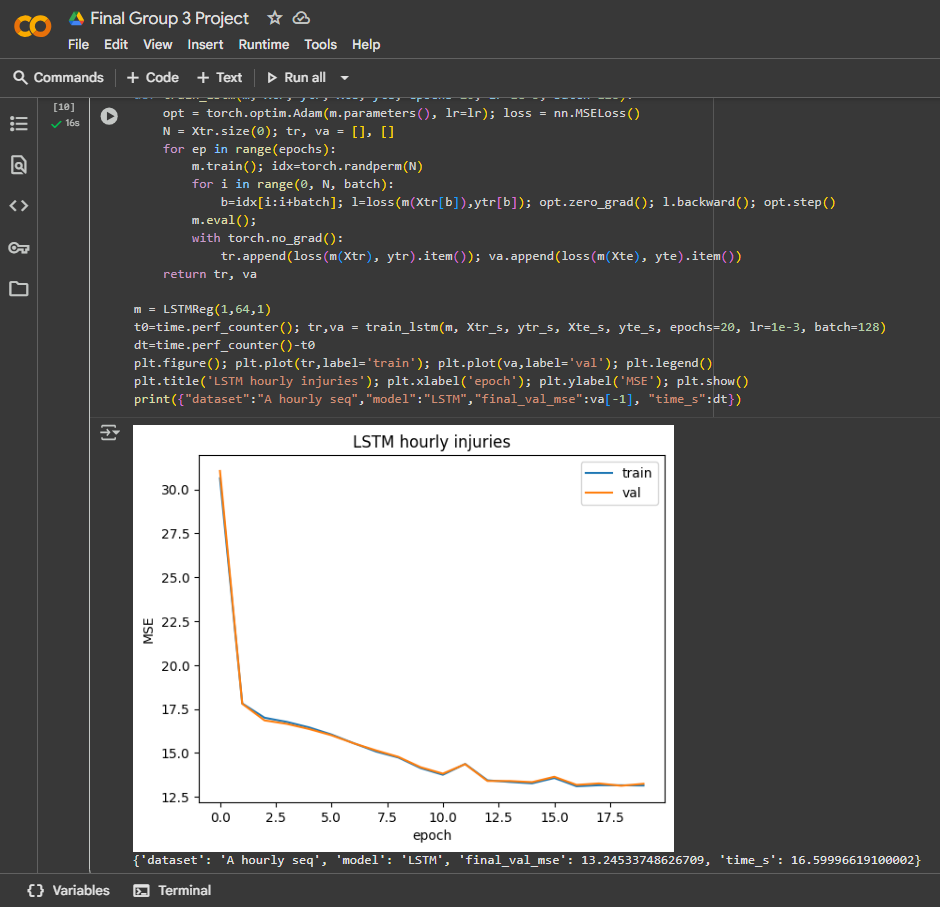 Final Group 3 Project
File Edit View Insert Runtime Tools Help
Commands + Code + Text Run all
[10]
16s
opt = torch.optim.Adam(m.parameters(), lr=lr); loss = nn.MSELoss()
N = Xtr.size(0); tr, va = [], []
for ep in range(epochs):
m.train(); idx=torch.randperm(N)
for i in range(0, N, batch):
b=idx[i:i+batch]; l=loss(m(Xtr[b]),ytr[b]); opt.zero_grad(); l.backward(); opt.step()
m.eval();
with torch.no_grad():
tr.append(loss(m(Xtr), ytr).item()); va.append(loss(m(Xte), yte).item())
return tr, va
m = LSTMReg(1,64,1)
t0=time.perf_counter(); tr,va = train_lstm(m, Xtr_s, ytr_s, Xte_s, yte_s, epochs=20, lr=1e-3, batch=128)
dt=time.perf_counter()-t0
plt.figure(); plt.plot(tr,label='train'); plt.plot(va,label='val'); plt.legend()
plt.title('LSTM hourly injuries'); plt.xlabel('epoch'); plt.ylabel('MSE'); plt.show()
print({"dataset":"A hourly seq","model":"LSTM","final_val_mse":va[-1], "time_s":dt})
LSTM hourly injuries
train
val
30.0
27.5
25.0
22.5
20.0
17.5
15.0
12.5
MSE
0.0 2.5 5.0 7.5 10.0 12.5 15.0 17.5
epoch
{'dataset': 'A hourly seq', 'model': 'LSTM', 'final_val_mse': 13.24533748626709, 'time_s': 16.59996619100002}
Variables Terminal